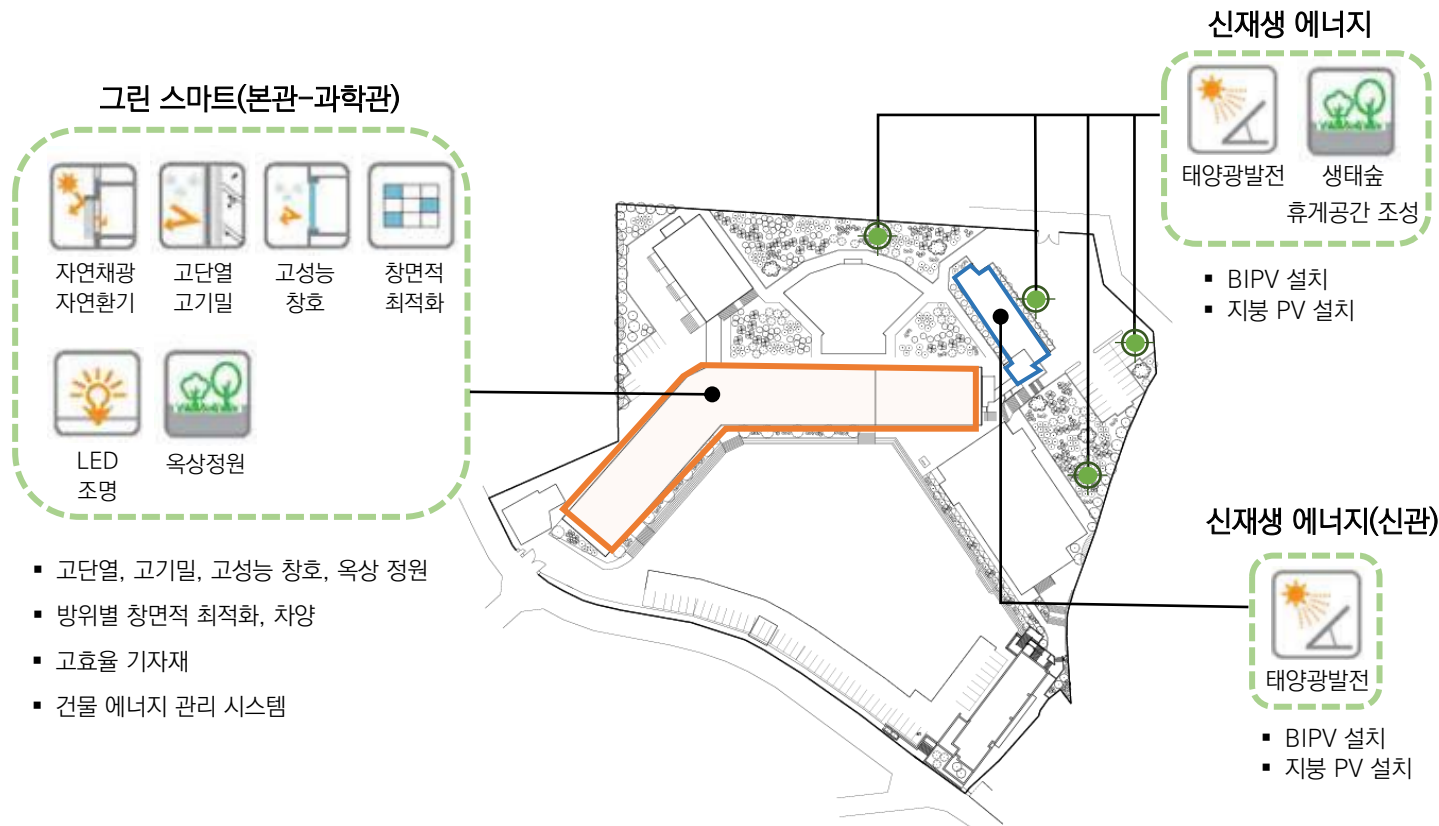 신재생 에너지
그린 스마트(본관-과학관)
태양광발전
생태숲
휴게공간 조성
자연채광
자연환기
고단열
고기밀
고성능
창호
창면적
최적화
▪ BIPV 설치
▪ 지붕 PV 설치
LED
조명
옥상정원
신재생 에너지(신관)
▪ 고단열, 고기밀, 고성능 창호, 옥상 정원
▪ 방위별 창면적 최적화, 차양
▪ 고효율 기자재
▪ 건물 에너지 관리 시스템
태양광발전
▪ BIPV 설치
▪ 지붕 PV 설치